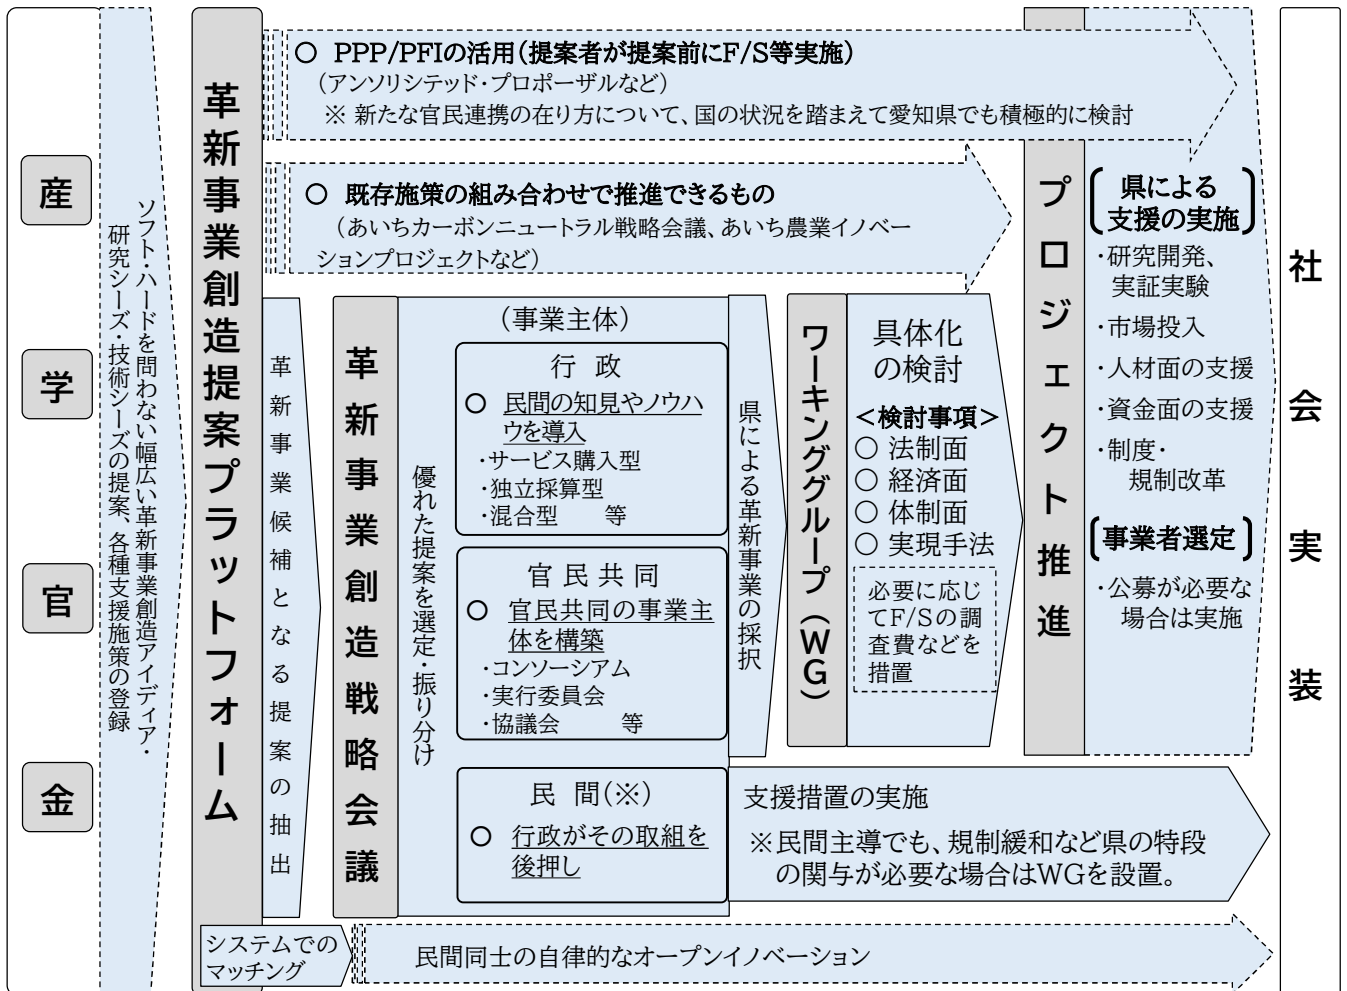 産
学
官
金
ソフト・ハードを問わない幅広い革新事業創造アイディア・
研究シーズ・技術シーズの提案、各種支援施策の登録
革新事業創造提案プラットフォーム
○ PPP/PFIの活用(提案者が提案前にF/S等実施)
(アンソリシテッド・プロポーザルなど)
※ 新たな官民連携の在り方について、国の状況を踏まえて愛知県でも積極的に検討
○ 既存施策の組み合わせで推進できるもの
(あいちカーボンニュートラル戦略会議、あいち農業イノベー
ションプロジェクトなど)
革新事業候補となる提案の抽出
革新事業創造戦略会議
優れた提案を選定・振り分け
(事業主体)
行 政
○ 民間の知見やノウハ
ウを導入
・サービス購入型
・独立採算型
・混合型 等
官民共同
○ 官民共同の事業主
体を構築
・コンソーシアム
・実行委員会
・協議会 等
民 間(※)
○ 行政がその取組を
後押し
県による革新事業の採択
ワーキンググループ(WG)
具体化
の検討
<検討事項>
○ 法制面
○ 経済面
○ 体制面
○ 実現手法
必要に応じ
てF/Sの調
査費などを
措置
支援措置の実施
※民間主導でも、規制緩和など県の特段
の関与が必要な場合はWGを設置。
プロジェクト推進
県による
支援の実施
・研究開発、
実証実験
・市場投入
・人材面の支援
・資金面の支援
・制度・
規制改革
事業者選定
・公募が必要な
場合は実施
システムでの
マッチング
民間同士の自律的なオープンイノベーション
社会実装